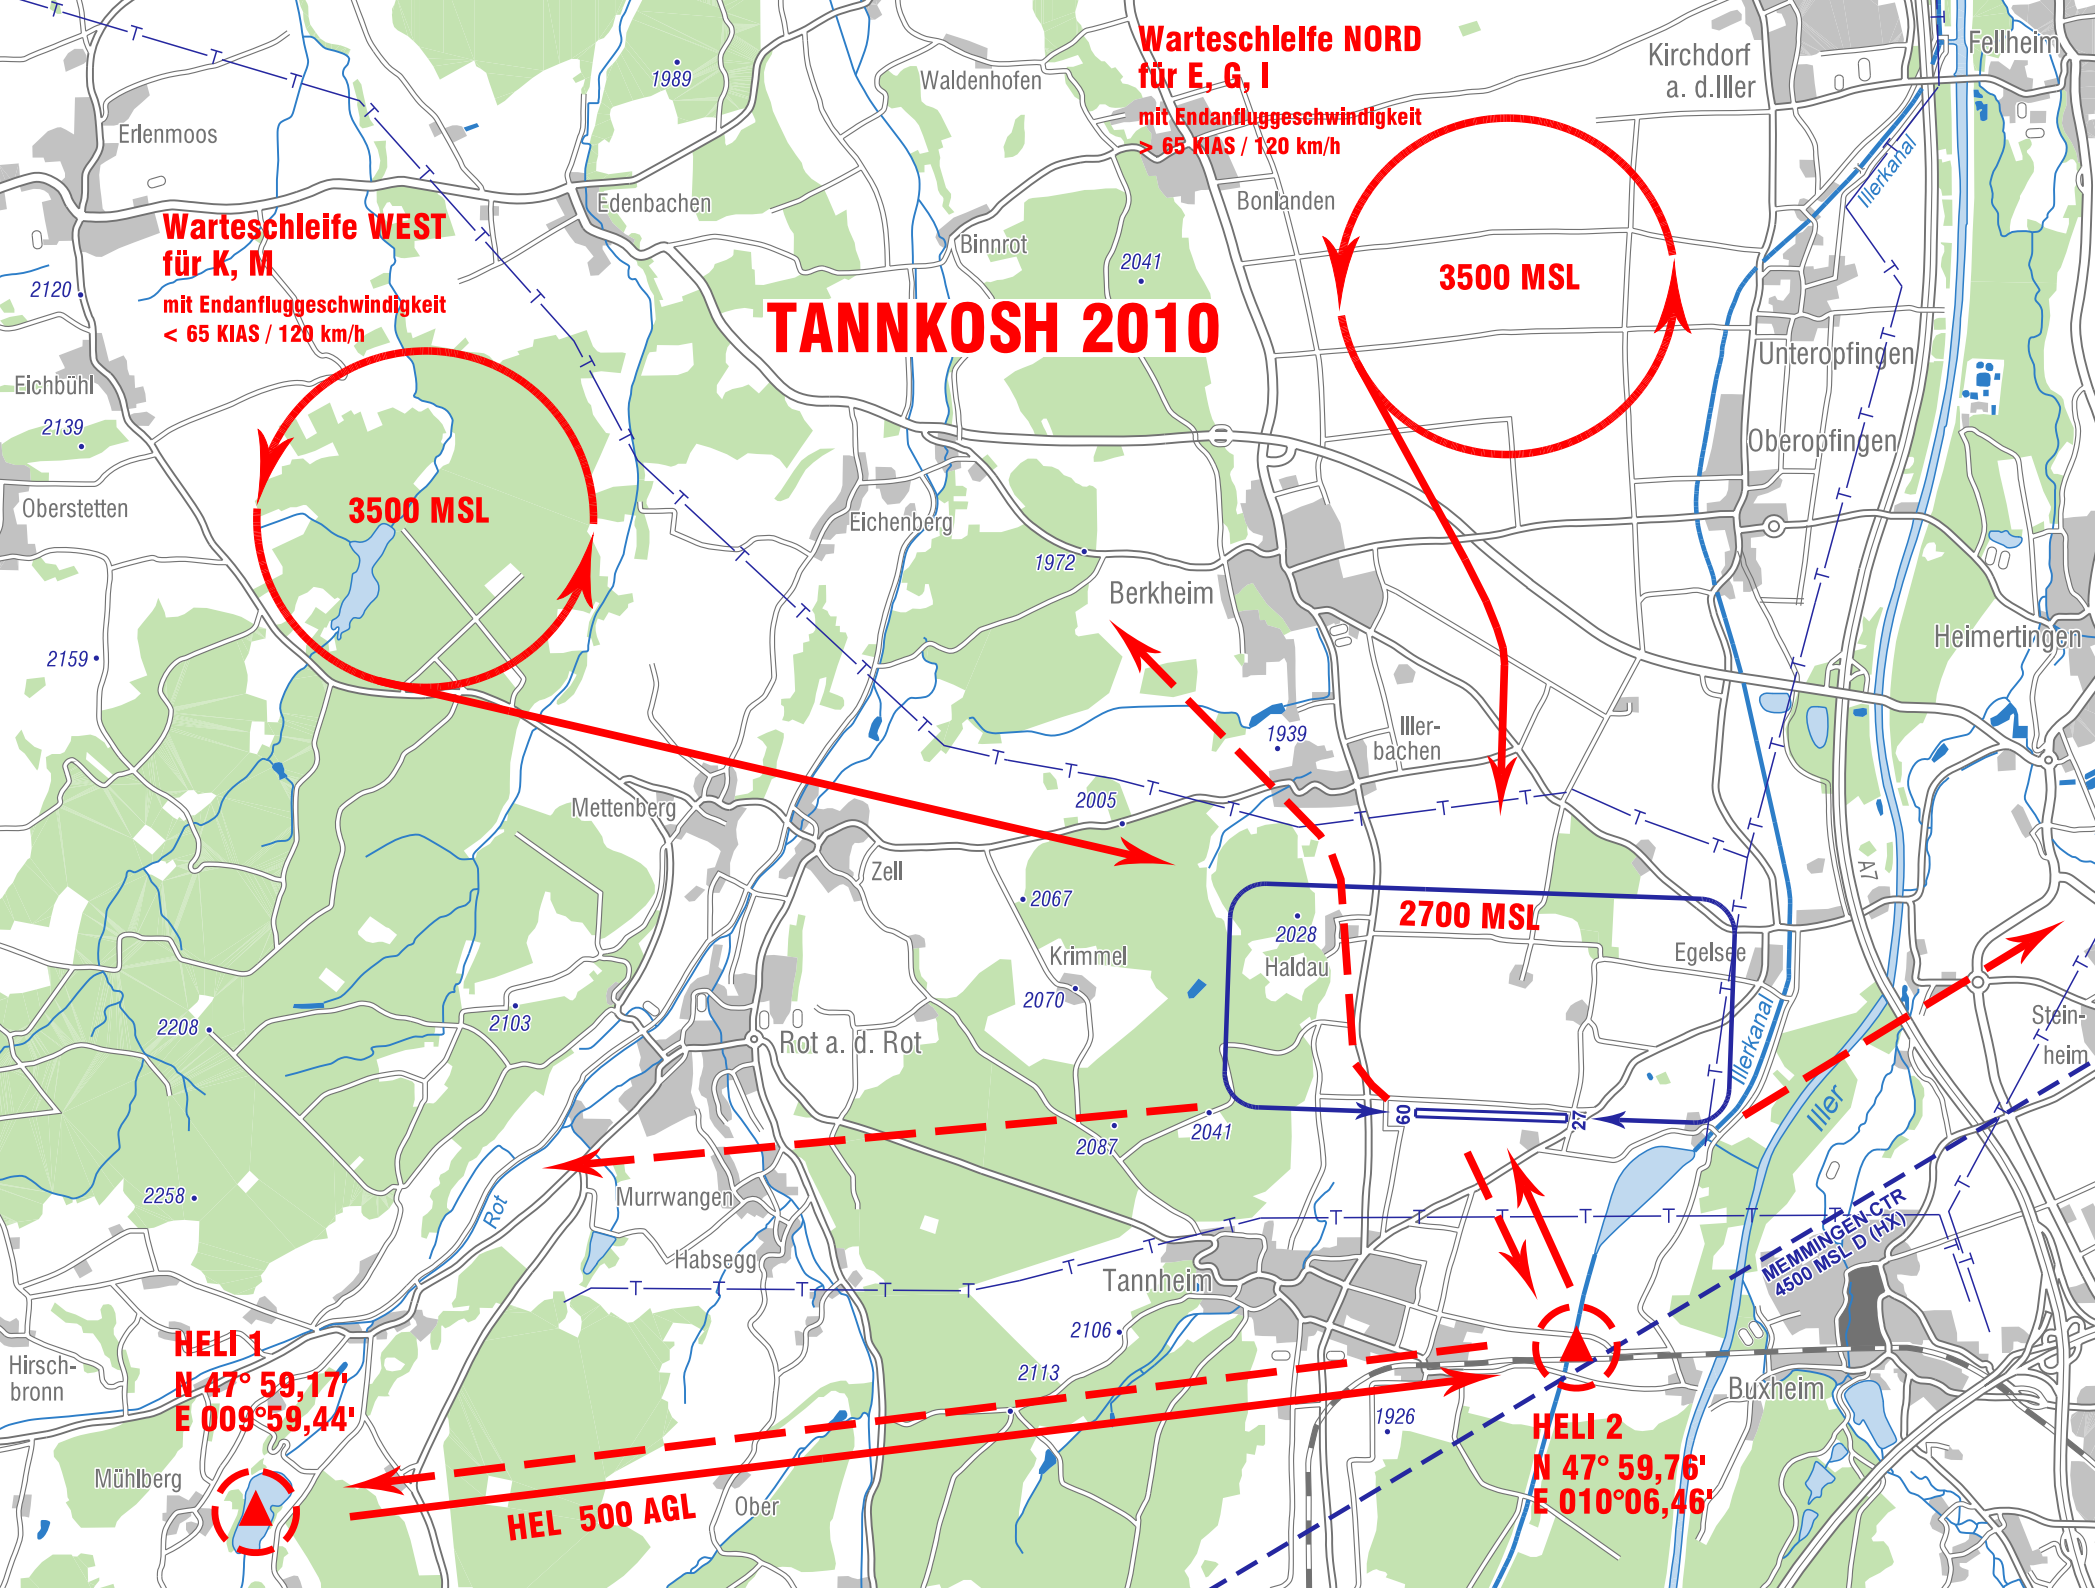 Warteschleife NORD
für E, G, I
mit Endanfluggeschwindigkeit
> 65 KIAS / 120 km/h
Kirchdorf
a. d.Iller
Fellheim
1989
Waldenhofen
Erlenmoos
Edenbachen
Bonlanden
Illerkanal
Warteschleife WEST
für K, M
mit Endanfluggeschwindigkeit
< 65 KIAS / 120 km/h
Binnrot
2041
3500 MSL
2120
TANNKOSH 2010
Unteropfingen
Eichbühl
2139
Oberopfingen
Oberstetten
3500 MSL
Eichenberg
1972
Berkheim
Heimertingen
2159
Iller-
bachen
1939
Mettenberg
2005
Zell
A7
2067
2700 MSL
2028
Haldau
Krimmel
2070
Egelsee
2208
2103
Rot a. d. Rot
Illerkanal
Stein-
heim
09
27
Iller
2087
2041
2258
Murrwangen
Rot
Habsegg
Tannheim
MEMMINGEN CTR
4500 MSL D (HX)
2106
HELI 1
N 47° 59,17'
E 009°59,44'
Hirsch-
bronn
2113
Buxheim
1926
HELI 2
N 47° 59,76'
E 010°06,46'
Mühlberg
HEL 500 AGL
Ober